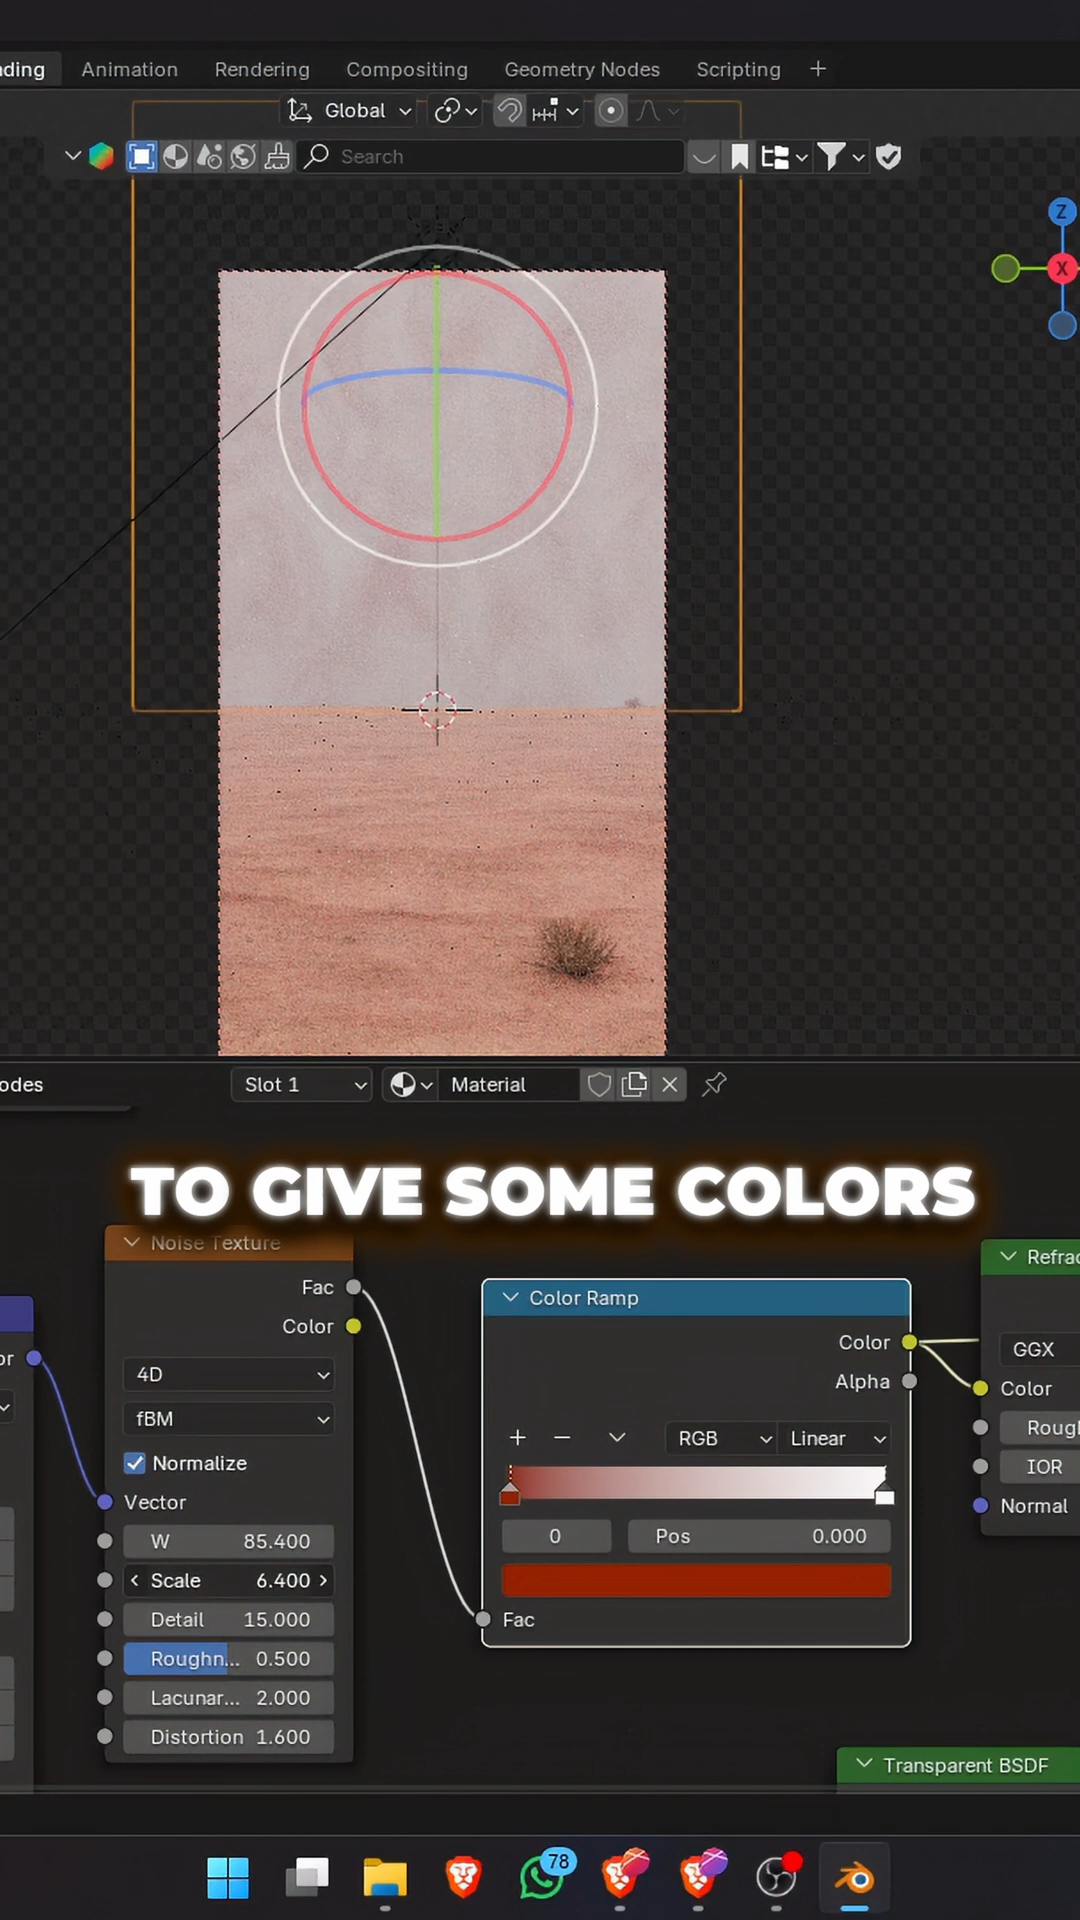 ding Animation Rendering Compositing Geometry Nodes Scripting +
Global
Search
Z
X
odes Slot 1 Material
TO GIVE SOME COLORS
Noise Texture
Fac
Color
4D
fBM
Normalize
Vector
W 85.400
Scale 6.400
Detail 15.000
Roughn... 0.500
Lacunar... 2.000
Distortion 1.600
or
Color Ramp
Color
Alpha
+ − RGB Linear
0 Pos 0.000
Fac
Refrac
GGX
Color
Rough
IOR
Normal
Transparent BSDF
78